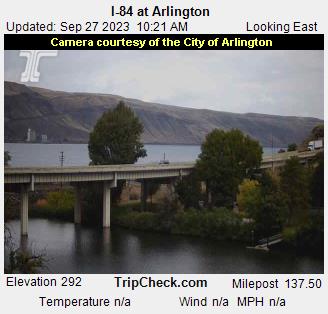 I-84 at Arlington
Updated: Sep 27 2023 10:21 AM Looking East
Camera courtesy of the City of Arlington
Elevation 292 TripCheck.com Milepost 137.50
Temperature n/a Wind n/a MPH n/a